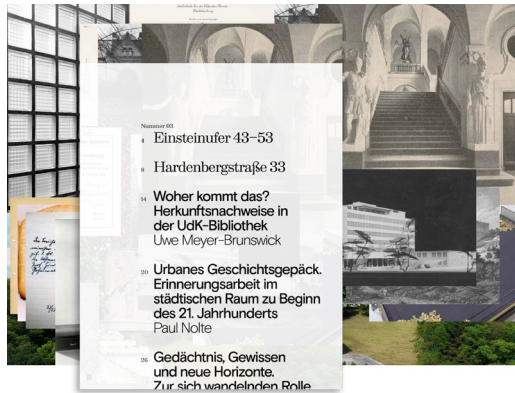 Nummer 03
4 Einsteinufer 43–53
8 Hardenbergstraße 33
14 Woher kommt das?
Herkunftsnachweise in
der UdK-Bibliothek
Uwe Meyer-Brunswick
20 Urbanes Geschichtsgepäck.
Erinnerungsarbeit im
städtischen Raum zu Beginn
des 21. Jahrhunderts
Paul Nolte
26 Gedächtnis, Gewissen
und neue Horizonte.
Zur sich wandelnden Rolle